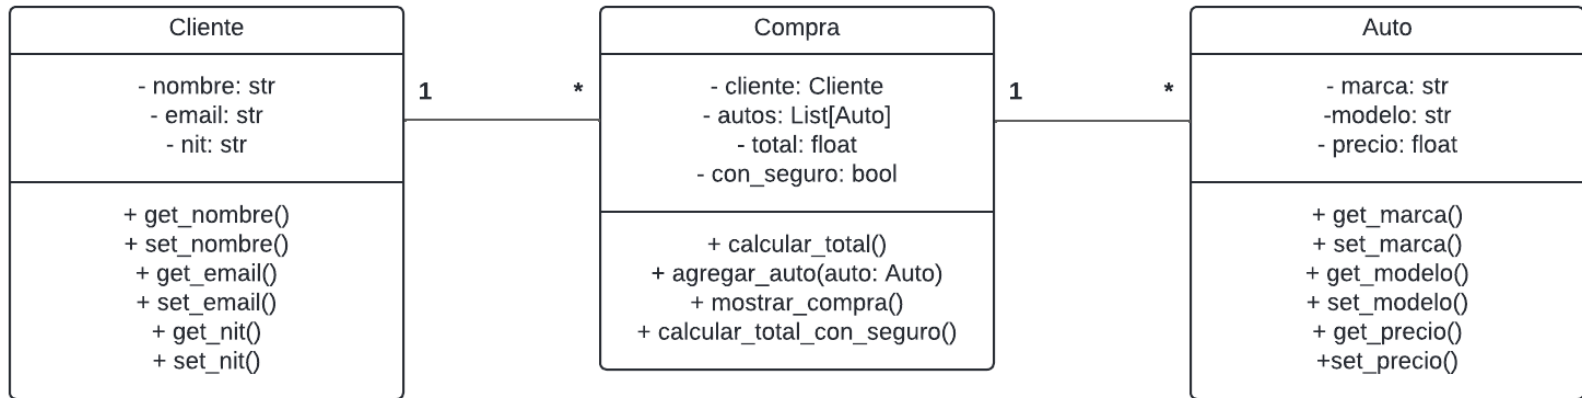 Cliente
- nombre: str
- email: str
- nit: str
+ get_nombre()
+ set_nombre()
+ get_email()
+ set_email()
+ get_nit()
+ set_nit()
1
*
Compra
- cliente: Cliente
- autos: List[Auto]
- total: float
- con_seguro: bool
+ calcular_total()
+ agregar_auto(auto: Auto)
+ mostrar_compra()
+ calcular_total_con_seguro()
1
*
Auto
- marca: str
-modelo: str
- precio: float
+ get_marca()
+ set_marca()
+ get_modelo()
+ set_modelo()
+ get_precio()
+set_precio()